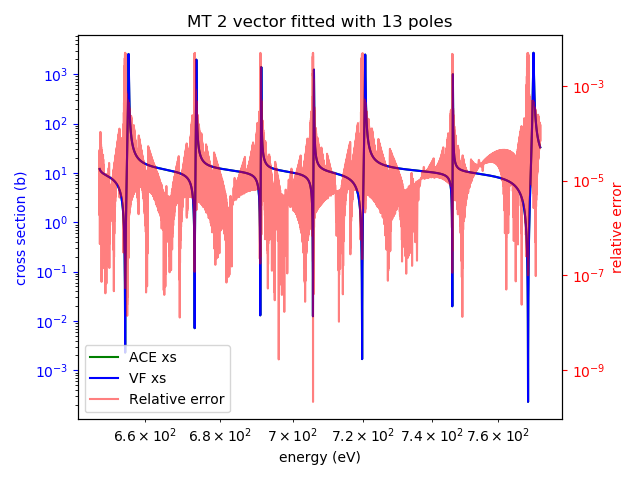 MT 2 vector fitted with 13 poles
10³
10²
10¹
10⁰
10⁻¹
10⁻²
10⁻³
cross section (b)
10⁻³
10⁻⁵
10⁻⁷
10⁻⁹
relative error
ACE xs
VF xs
Relative error
6.6 × 10² 6.8 × 10² 7 × 10² 7.2 × 10² 7.4 × 10² 7.6 × 10²
energy (eV)